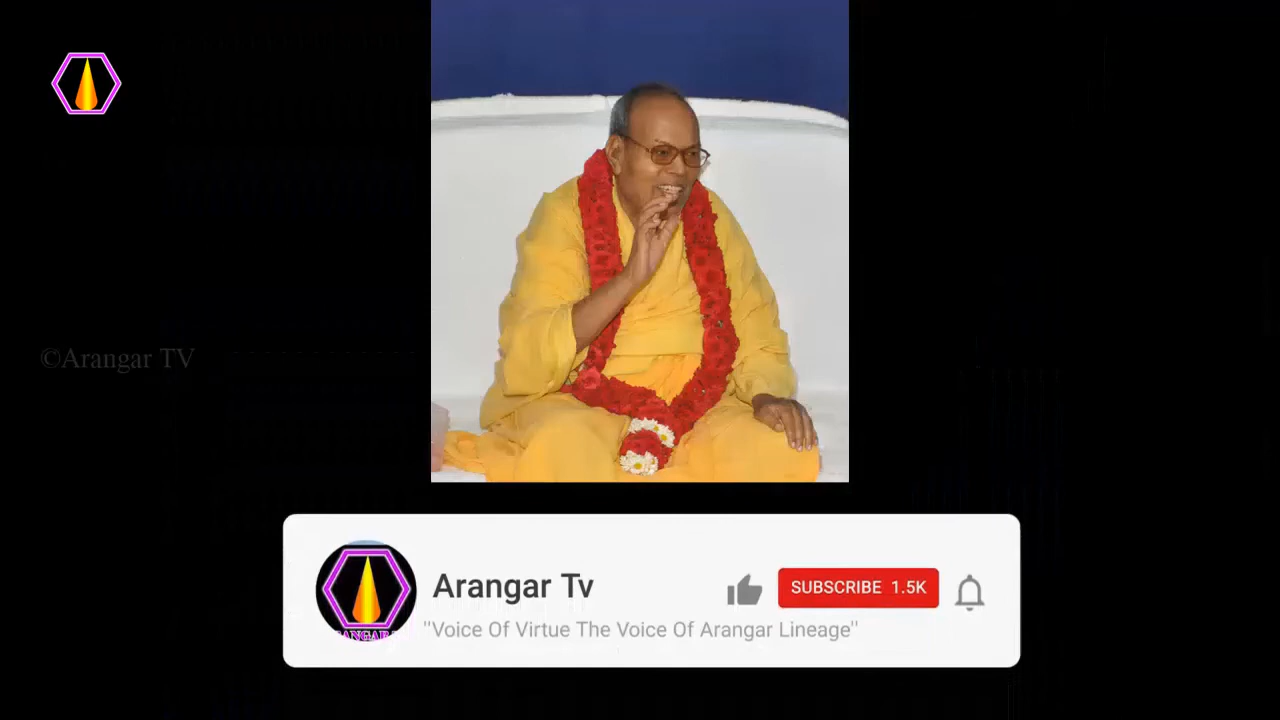 ©Arangar TV
Arangar Tv
SUBSCRIBE 1.5K
"Voice Of Virtue The Voice Of Arangar Lineage"